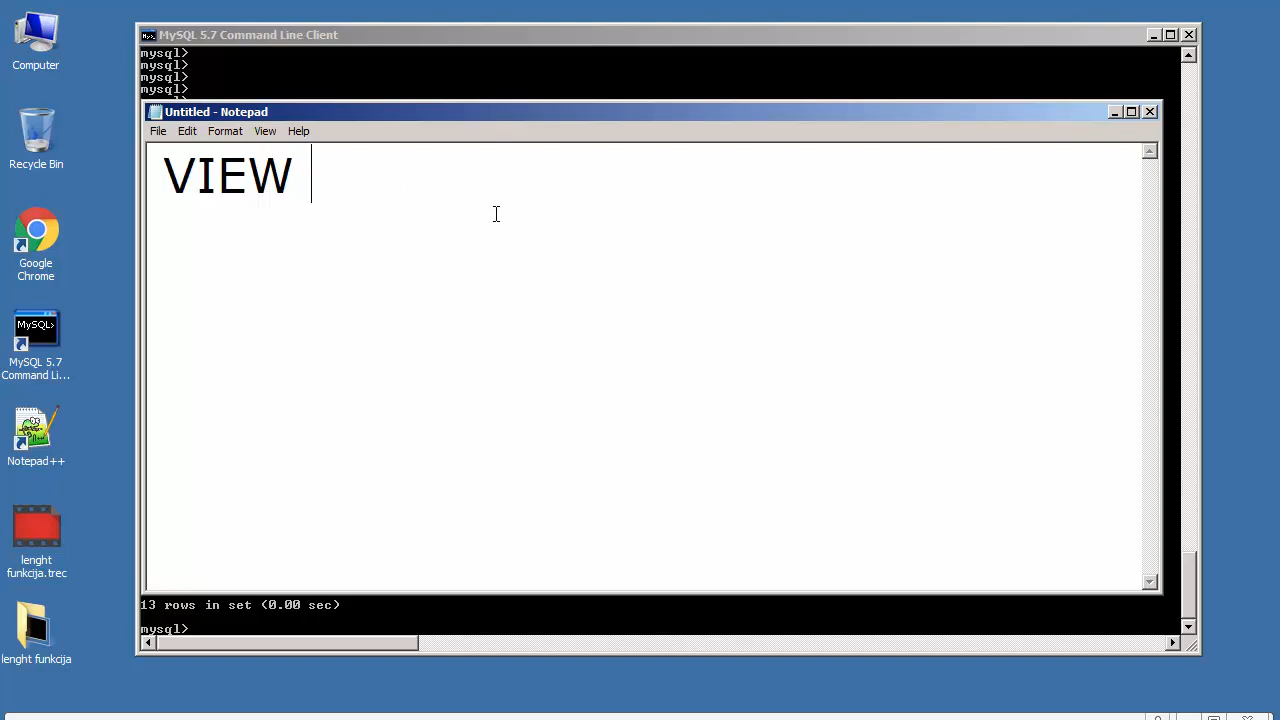 Computer
Recycle Bin
Google
Chrome
MySQL>
MySQL 5.7
Command Li...
Notepad++
lenght
funkcija.trec
lenght funkcija
MySQL 5.7 Command Line Client
mysql>
mysql>
mysql>
mysql>
Untitled - Notepad
File Edit Format View Help
VIEW
13 rows in set (0.00 sec)
mysql>